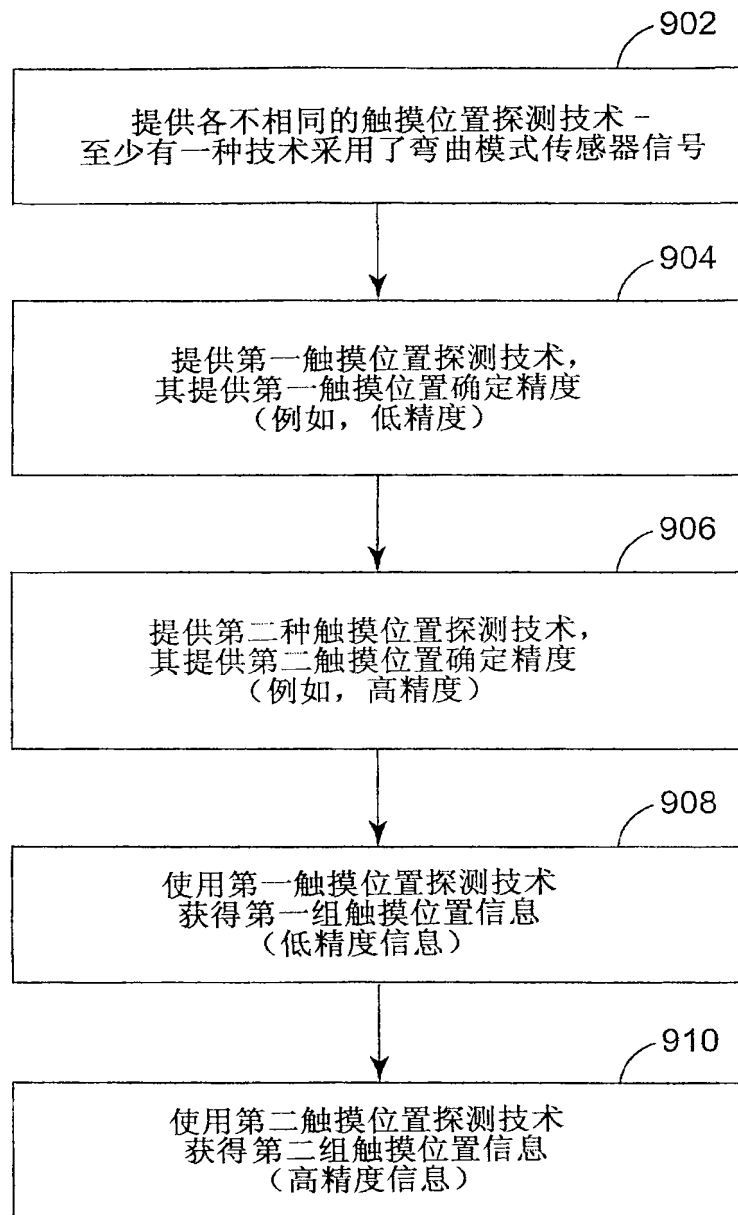 902
提供各不相同的触摸位置探测技术-
至少有一种技术采用了弯曲模式传感器信号
904
提供第一触摸位置探测技术，
其提供第一触摸位置确定精度
（例如，低精度）
906
提供第二种触摸位置探测技术，
其提供第二触摸位置确定精度
（例如，高精度）
908
使用第一触摸位置探测技术
获得第一组触摸位置信息
（低精度信息）
910
使用第二触摸位置探测技术
获得第二组触摸位置信息
（高精度信息）